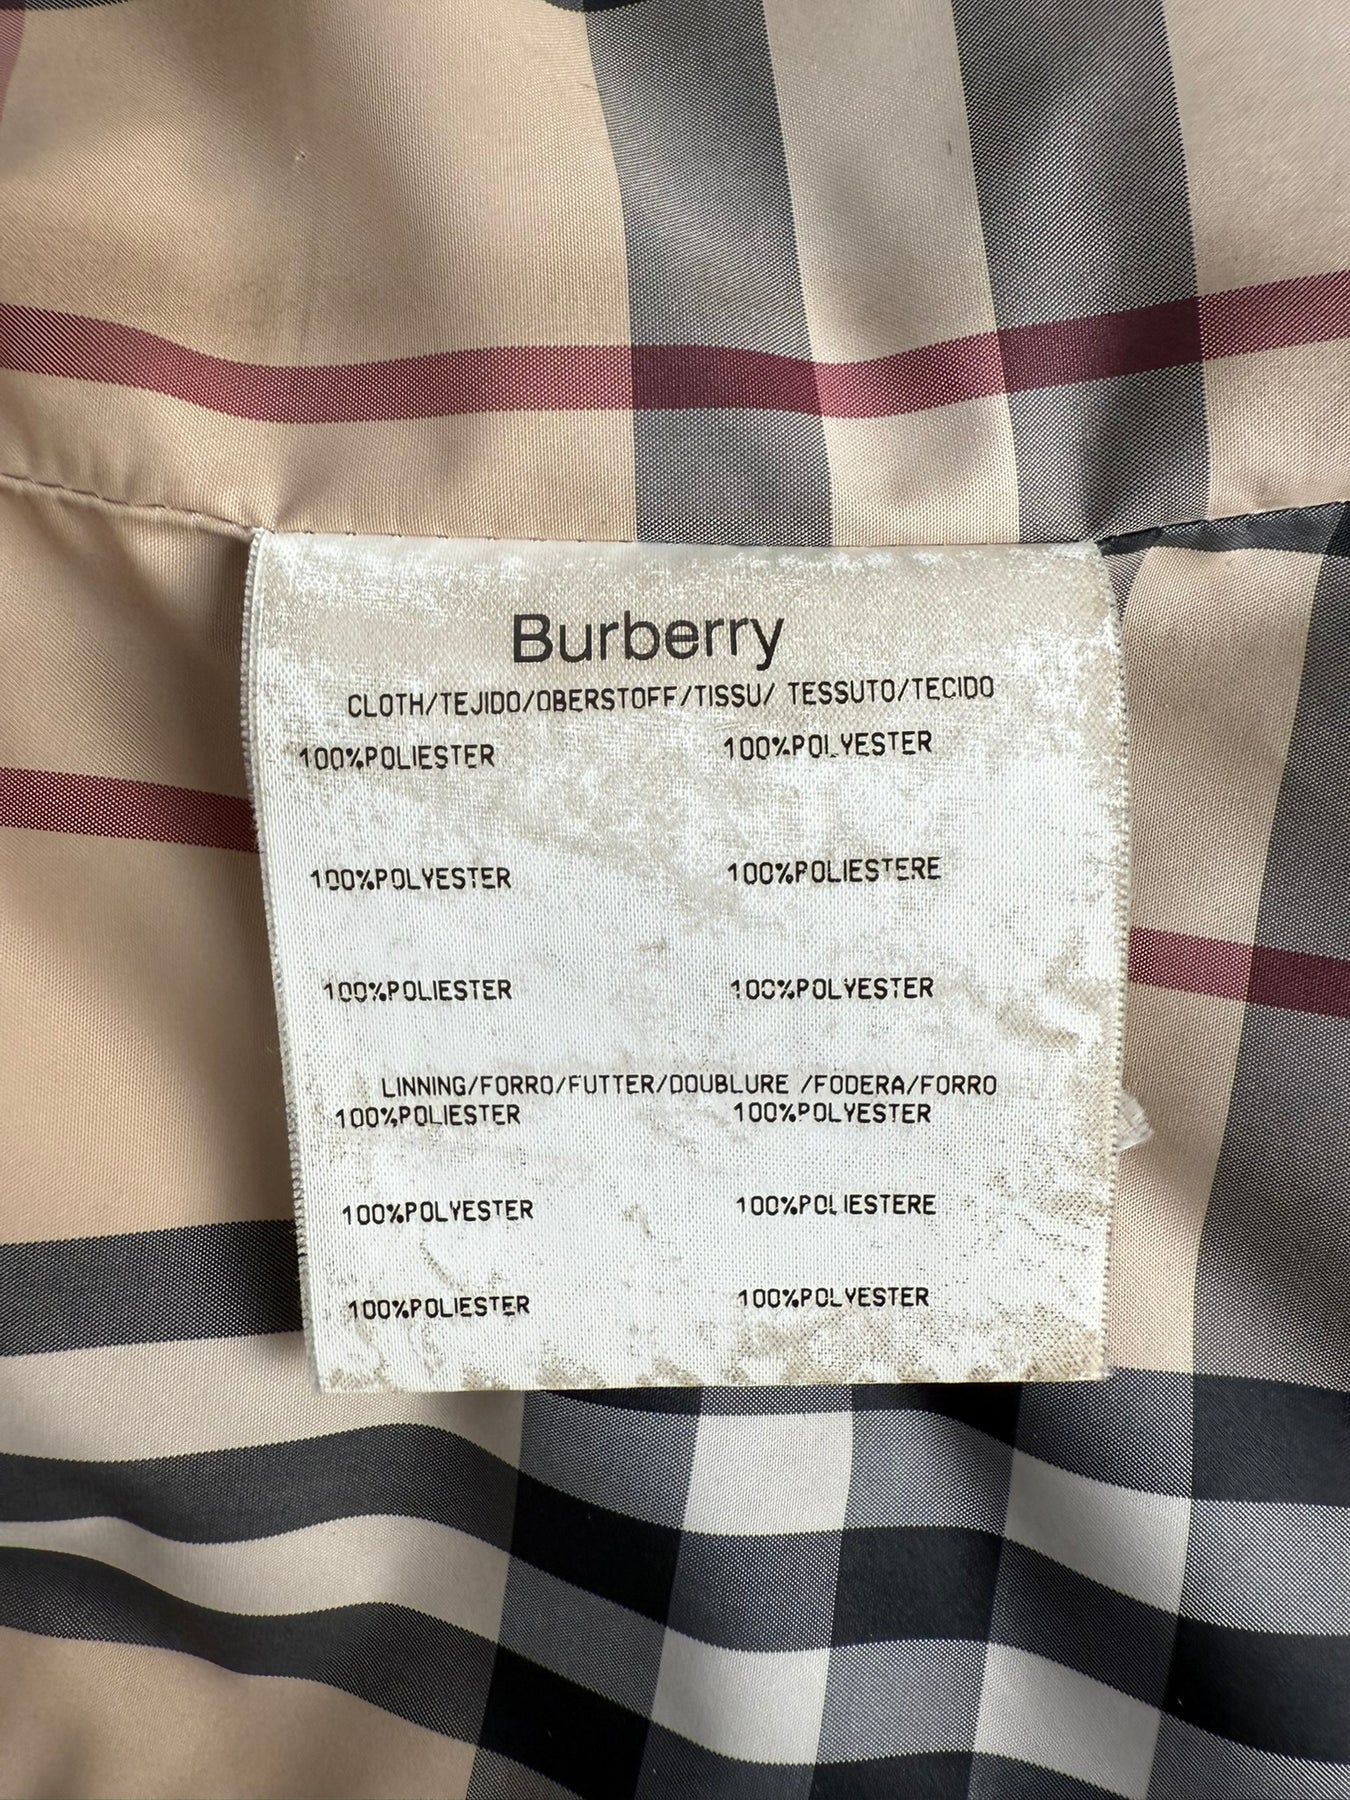 Burberry
CLOTH/TEJIDO/OBERSTOFF/TISSU/ TESSUTO/TECIDO
100%POLIESTER 100%POLYESTER
100%POLYESTER 100%POLIESTERE
100%POLIESTER 100%POLYESTER
LINNING/FORRO/FUTTER/DOUBLURE /FODERA/FORRO
100%POLIESTER 100%POLYESTER
100%POLYESTER 100%POLIESTERE
100%POLIESTER 100%POLYESTER